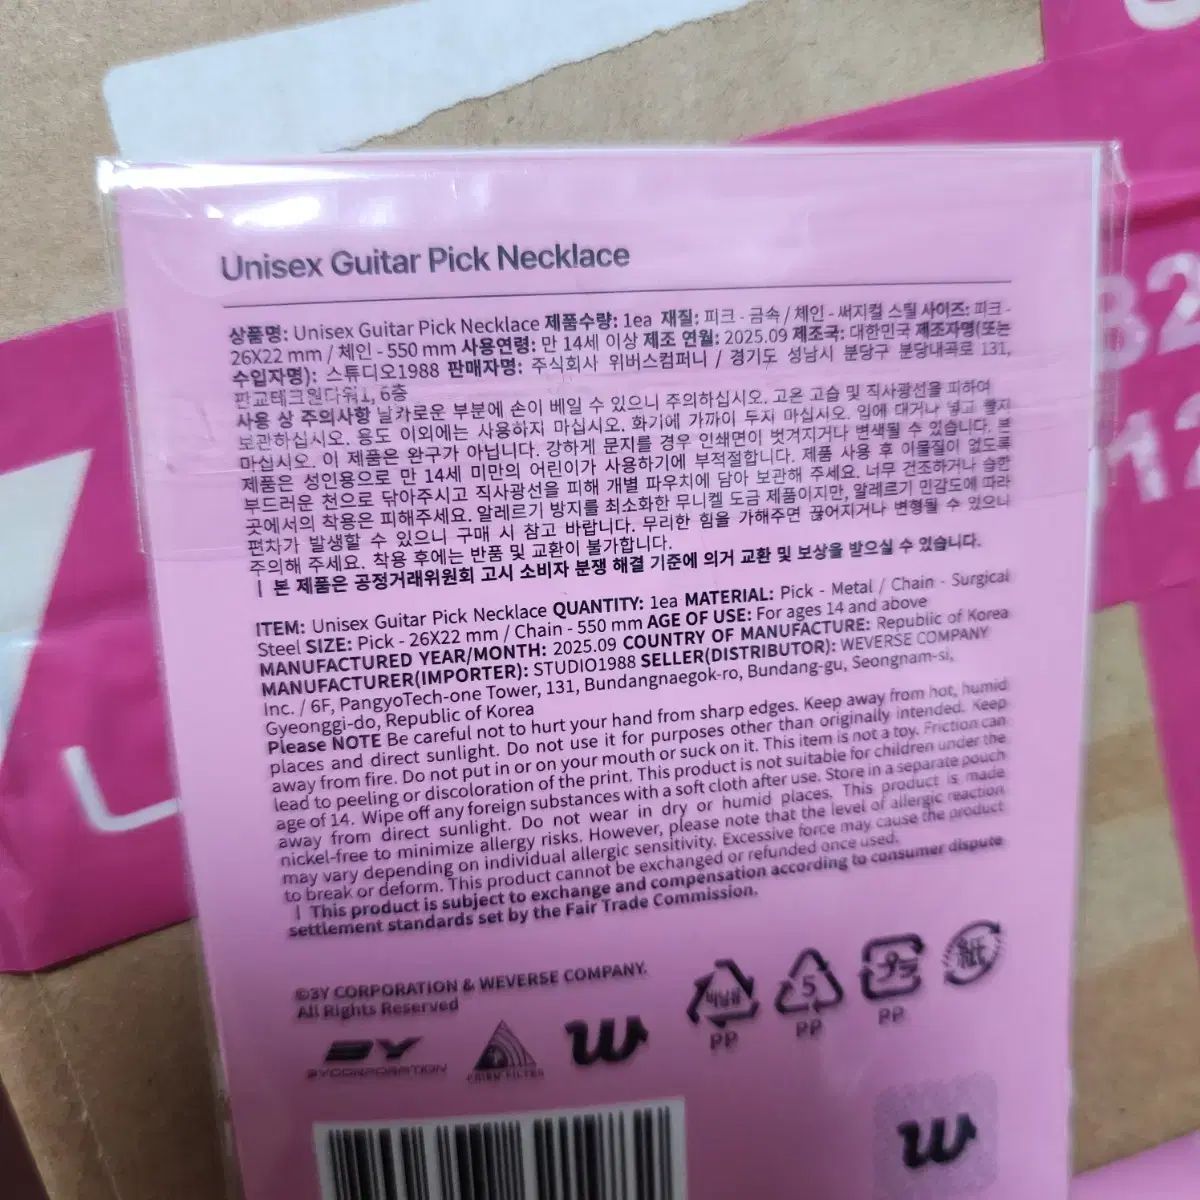 Unisex Guitar Pick Necklace
상품명: Unisex Guitar Pick Necklace 제품수량: 1ea 재질: 피크 - 금속 / 체인 - 써지컬 스틸 사이즈: 피크 -
26X22 mm / 체인 - 550 mm 사용연령: 만 14세 이상 제조 연월: 2025.09 제조국: 대한민국 제조자명(또는
수입자명): 스튜디오1988 판매자명: 주식회사 위버스컴퍼니 / 경기도 성남시 분당구 분당내곡로 131,
판교테크원타워1, 6층
사용 상 주의사항 날카로운 부분에 손이 베일 수 있으니 주의하십시오. 고온 고습 및 직사광선을 피하여
보관하십시오. 용도 이외에는 사용하지 마십시오. 화기에 가까이 두지 마십시오. 입에 대거나 넣고 빨지
마십시오. 이 제품은 완구가 아닙니다. 강하게 문지를 경우 인쇄면이 벗겨지거나 변색될 수 있습니다. 본
제품은 성인용으로 만 14세 미만의 어린이가 사용하기에 부적절합니다. 제품 사용 후 이물질이 없도록
부드러운 천으로 닦아주시고 직사광선을 피해 개별 파우치에 담아 보관해 주세요. 너무 건조하거나 습한
곳에서의 착용은 피해주세요. 알레르기 방지를 최소화한 무니켈 도금 제품이지만, 알레르기 민감도에 따라
편차가 발생할 수 있으니 구매 시 참고 바랍니다. 무리한 힘을 가해주면 끊어지거나 변형될 수 있으니
주의해 주세요. 착용 후에는 반품 및 교환이 불가합니다.
| 본 제품은 공정거래위원회 고시 소비자 분쟁 해결 기준에 의거 교환 및 보상을 받으실 수 있습니다.
ITEM: Unisex Guitar Pick Necklace QUANTITY: 1ea MATERIAL: Pick - Metal / Chain - Surgical
Steel SIZE: Pick - 26X22 mm / Chain - 550 mm AGE OF USE: For ages 14 and above
MANUFACTURED YEAR/MONTH: 2025.09 COUNTRY OF MANUFACTURE: Republic of Korea
MANUFACTURER(IMPORTER): STUDIO1988 SELLER(DISTRIBUTOR): WEVERSE COMPANY
Inc. / 6F, PangyoTech-one Tower, 131, Bundangnaegok-ro, Bundang-gu, Seongnam-si,
Gyeonggi-do, Republic of Korea
Please NOTE Be careful not to hurt your hand from sharp edges. Keep away from hot, humid
places and direct sunlight. Do not use it for purposes other than originally intended. Keep
away from fire. Do not put in or on your mouth or suck on it. This item is not a toy. Friction can
lead to peeling or discoloration of the print. This product is not suitable for children under the
age of 14. Wipe off any foreign substances with a soft cloth after use. Store in a separate pouch
away from direct sunlight. Do not wear in dry or humid places. This product is made
nickel-free to minimize allergy risks. However, please note that the level of allergic reaction
may vary depending on individual allergic sensitivity. Excessive force may cause the product
to break or deform. This product cannot be exchanged or refunded once used.
| This product is subject to exchange and compensation according to consumer dispute
settlement standards set by the Fair Trade Commission.
©3Y CORPORATION & WEVERSE COMPANY.
All Rights Reserved
3YCORPORATION
비닐류
PP
5
PP
プラ
PP
紙
82
12